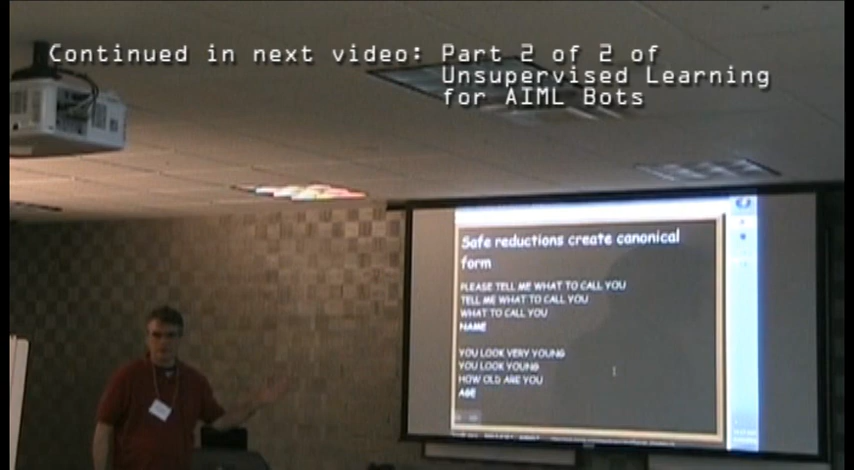 Continued in next video: Part 2 of 2 of
Unsupervised Learning
for AIML Bots
Safe reductions create canonical
form
PLEASE TELL ME WHAT TO CALL YOU
TELL ME WHAT TO CALL YOU
WHAT TO CALL YOU
NAME
YOU LOOK VERY YOUNG
YOU LOOK YOUNG
HOW OLD ARE YOU
AGE